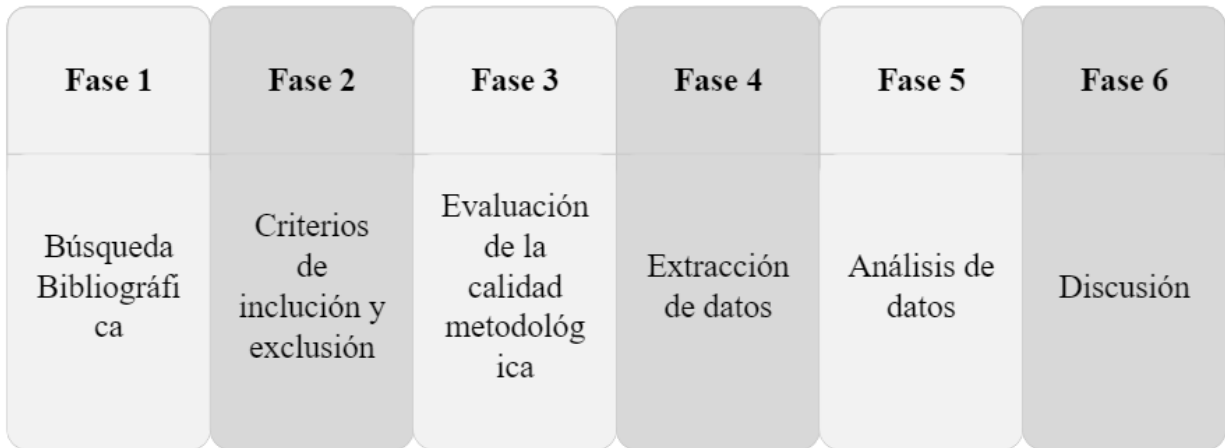 Fase 1
Fase 2
Fase 3
Fase 4
Fase 5
Fase 6
Búsqueda
Bibliográfi
ca
Criterios
de
inclución y
exclusión
Evaluación
de la
calidad
metodológ
ica
Extracción
de datos
Análisis de
datos
Discusión